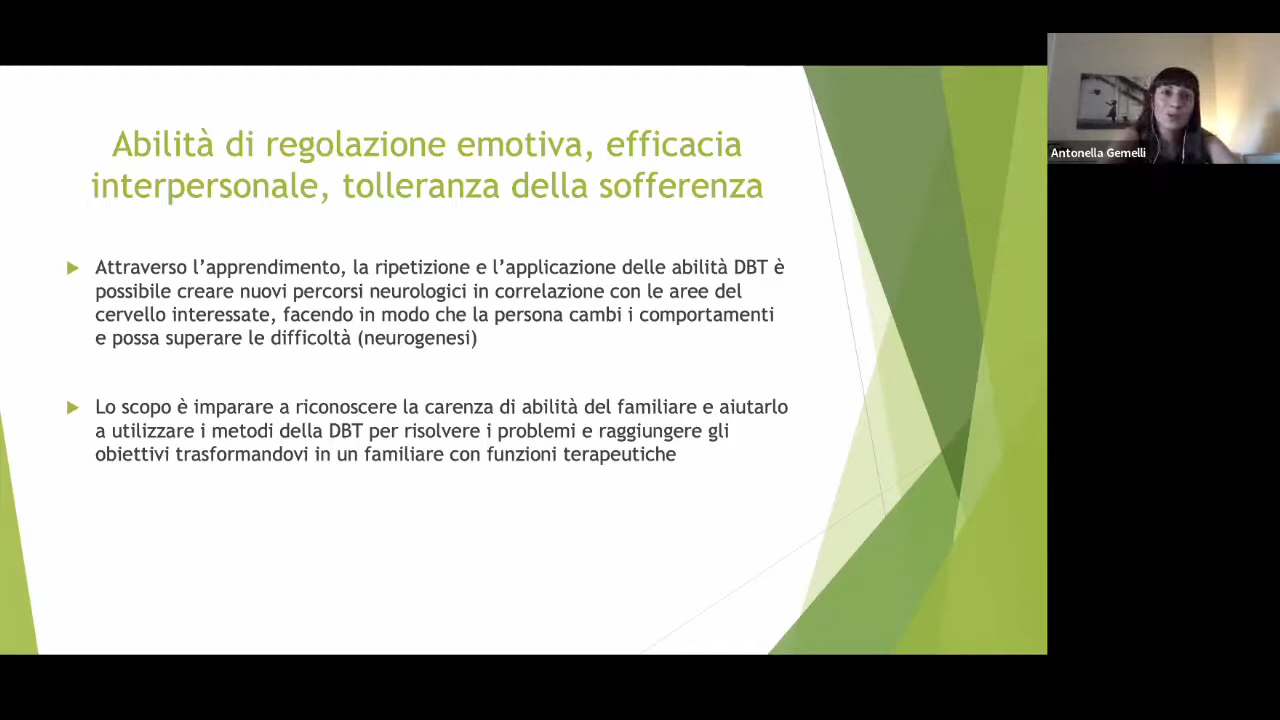 Abilità di regolazione emotiva, efficacia
interpersonale, tolleranza della sofferenza
Attraverso l’apprendimento, la ripetizione e l’applicazione delle abilità DBT è
possibile creare nuovi percorsi neurologici in correlazione con le aree del
cervello interessate, facendo in modo che la persona cambi i comportamenti
e possa superare le difficoltà (neurogenesi)
Lo scopo è imparare a riconoscere la carenza di abilità del familiare e aiutarlo
a utilizzare i metodi della DBT per risolvere i problemi e raggiungere gli
obiettivi trasformandovi in un familiare con funzioni terapeutiche
Antonella Gemelli